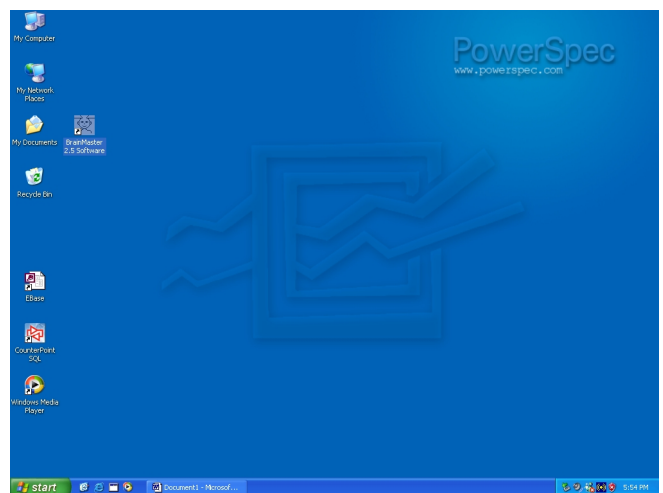 My Computer
PowerSpec
www.powerspec.com
My Network
Places
My Documents
BrainMaster
2.5 Software
Recycle Bin
EBase
CounterPoint
SQL
Windows Media
Player
start
Document1 - Microsof...
5:54 PM